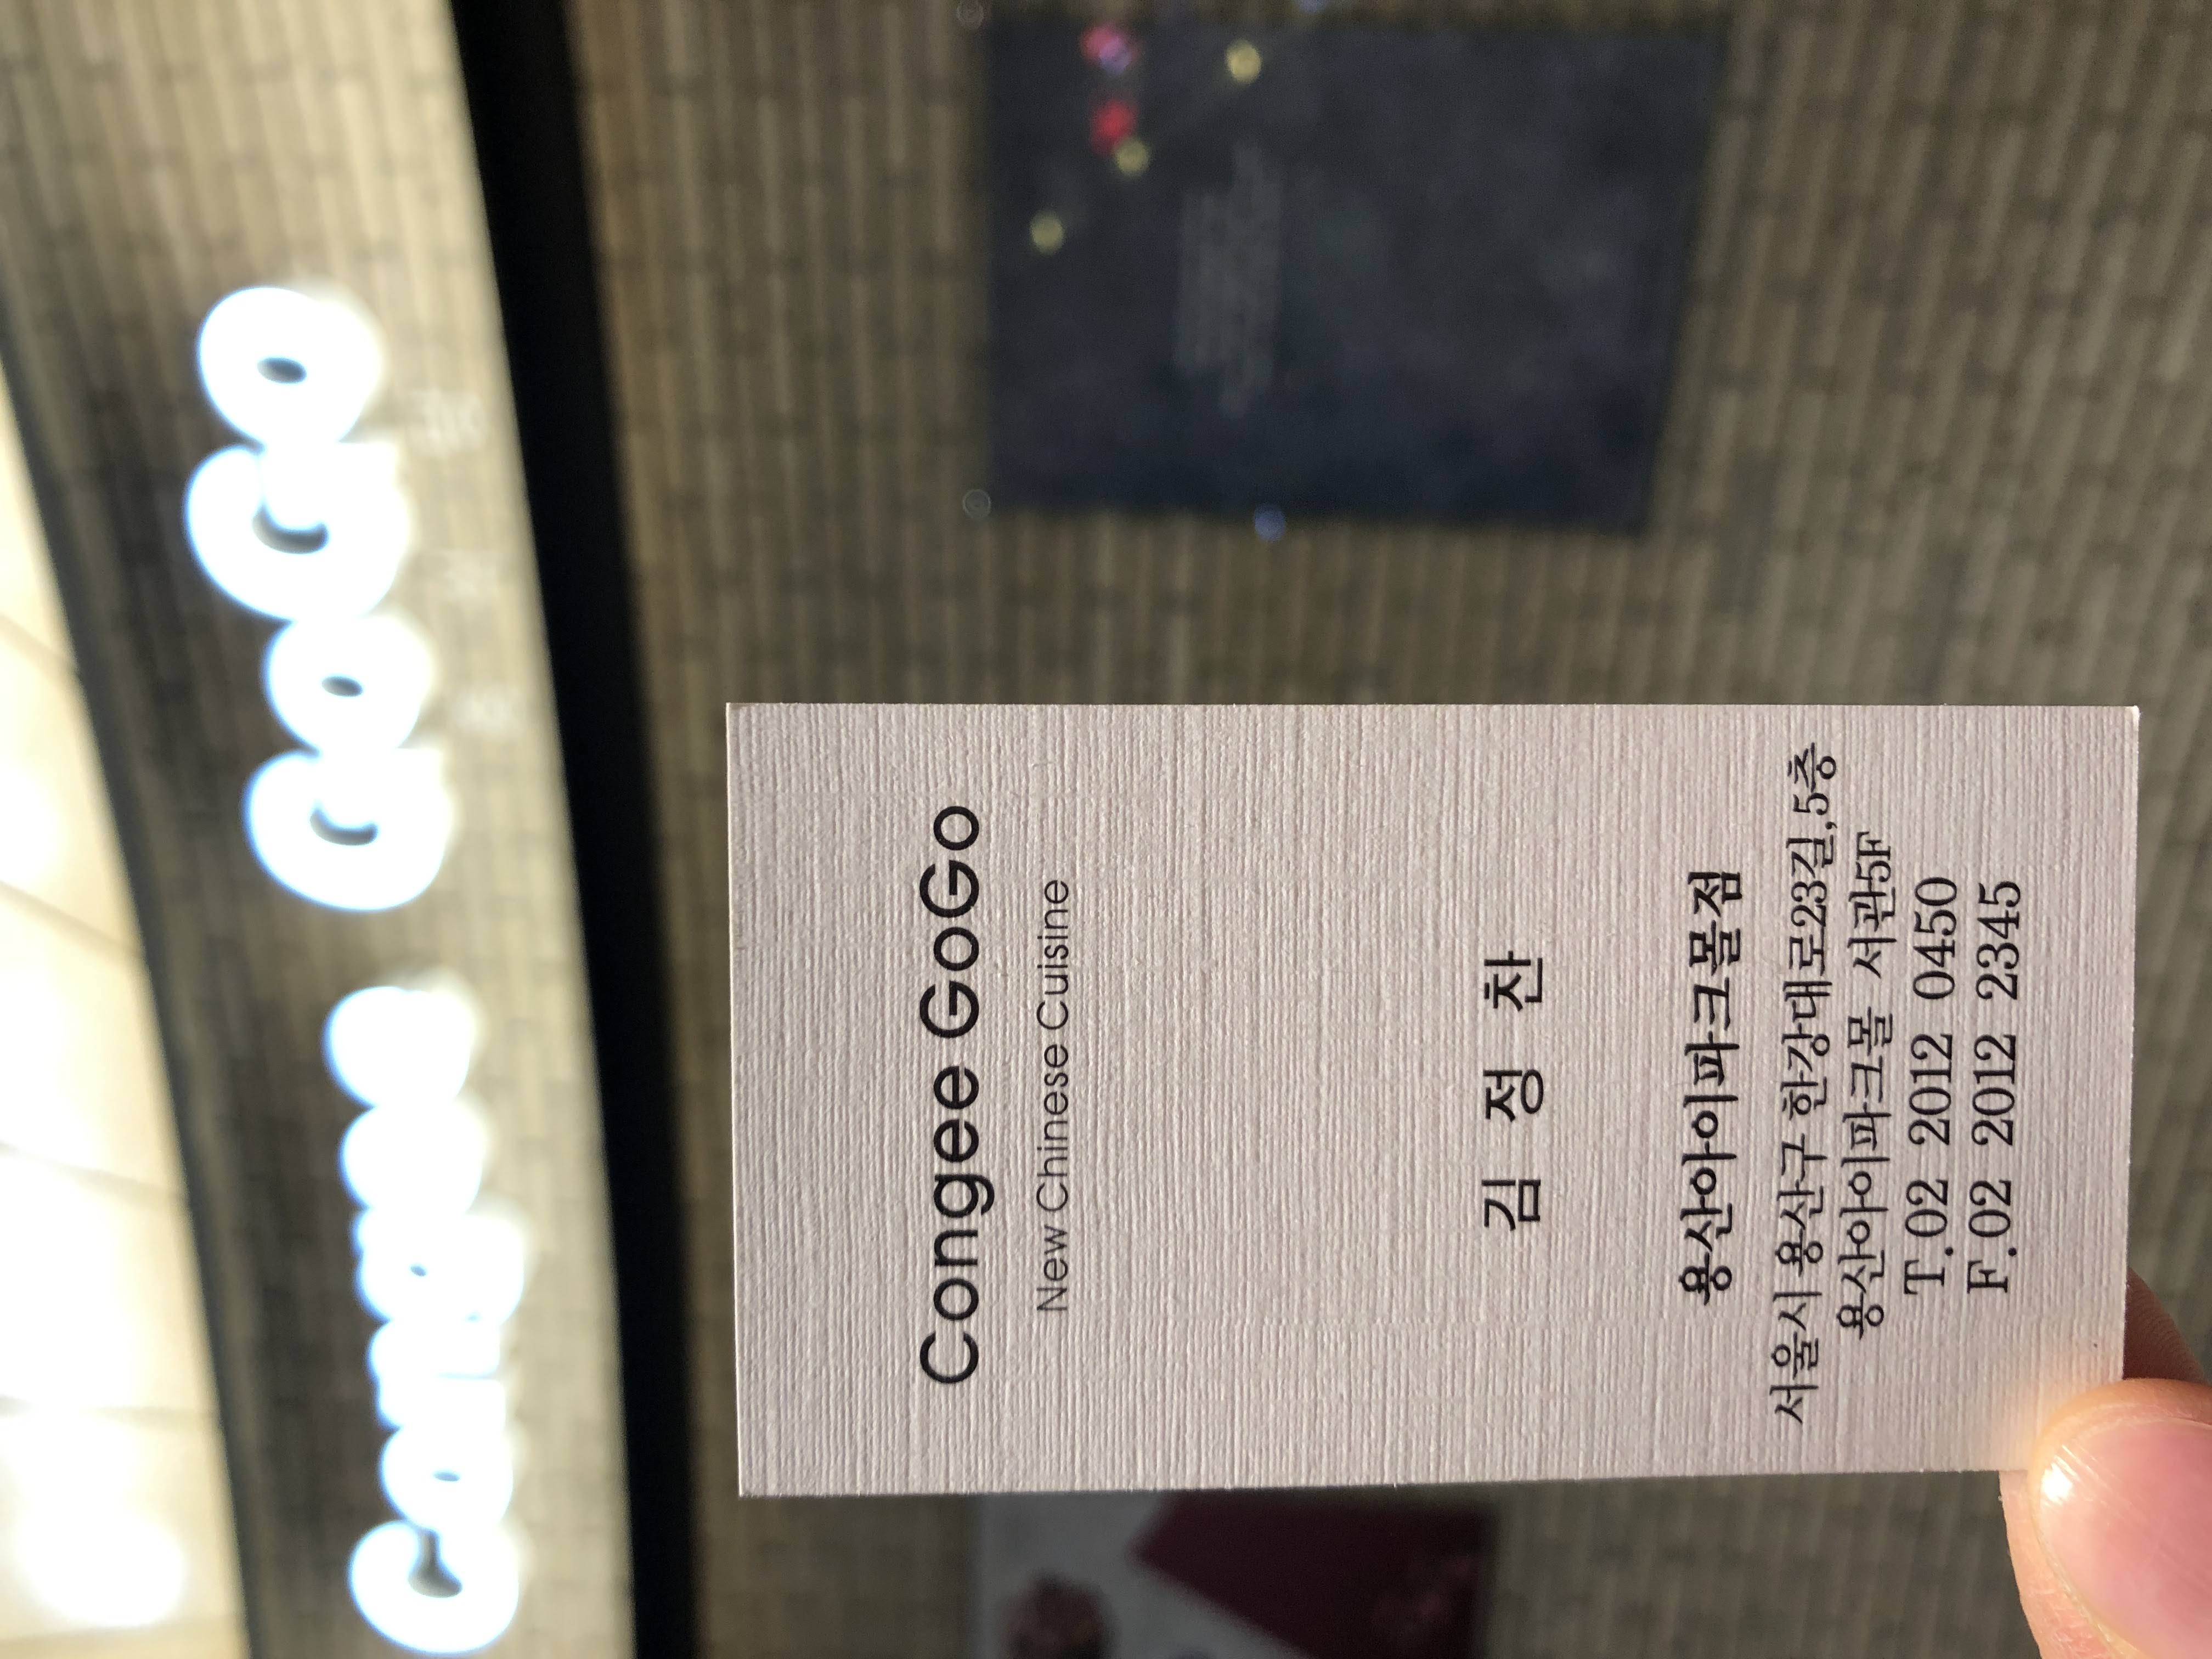 Congee GoGo
Congee GoGo
New Chinese Cuisine
김 정 찬
용산아이파크몰점
서울시 용산구 한강대로23길,5층
용산아이파크몰 서관5F
T.02 2012 0450
F.02 2012 2345